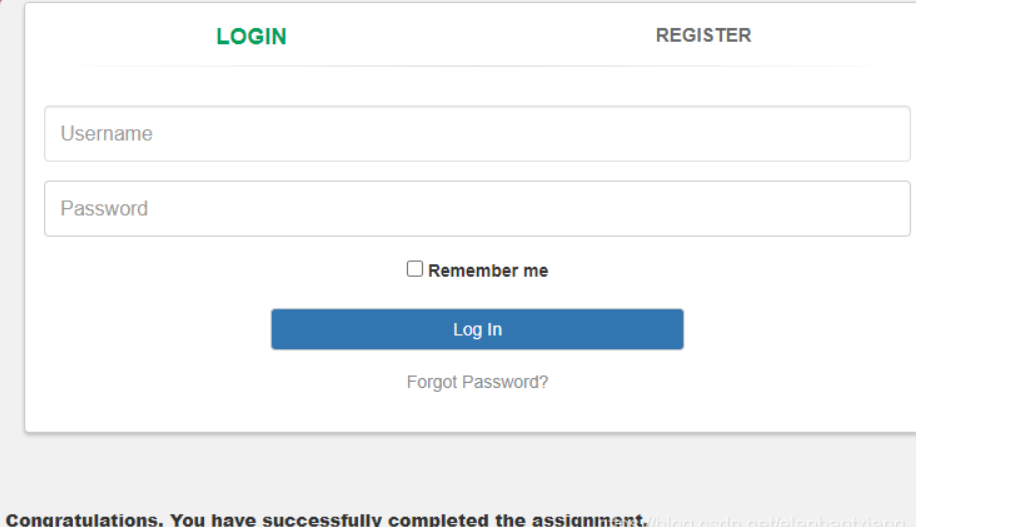 LOGIN REGISTER
Username
Password
Remember me
Log In
Forgot Password?
Congratulations. You have successfully completed the assignment.
blog.csdn.net/elephantxiang